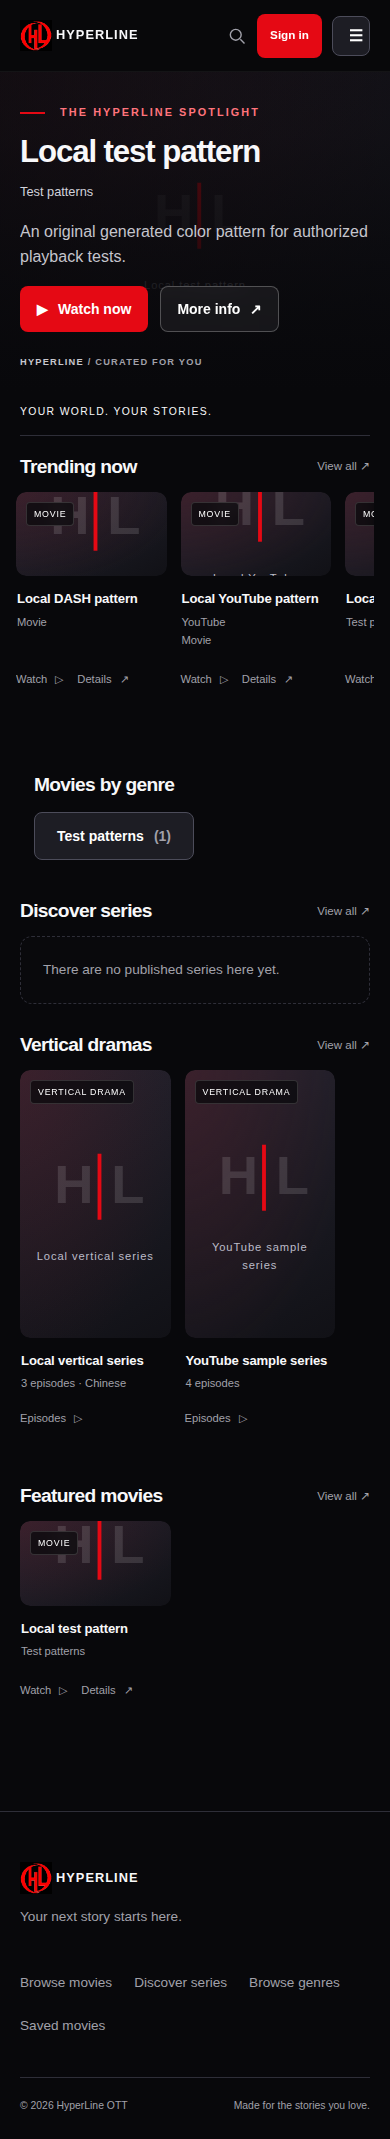 HYPERLINE
Sign in
THE HYPERLINE SPOTLIGHT
Local test pattern
Test patterns
An original generated color pattern for authorized
playback tests.
Watch now
More info ↗
HYPERLINE / CURATED FOR YOU
YOUR WORLD. YOUR STORIES.
Trending now
View all ↗
MOVIE
H L
MOVIE
H L
Local DASH pattern
Local YouTube pattern
Movie
YouTube
Movie
Test p
Watch ▷ Details ↗
Watch ▷ Details ↗
Watch
Movies by genre
Test patterns (1)
Discover series
View all ↗
There are no published series here yet.
Vertical dramas
View all ↗
VERTICAL DRAMA
H L
Local vertical series
VERTICAL DRAMA
H L
YouTube sample
series
Local vertical series
YouTube sample series
3 episodes · Chinese
4 episodes
Episodes ▷
Episodes ▷
Featured movies
View all ↗
MOVIE
H L
Local test pattern
Test patterns
Watch ▷ Details ↗
HYPERLINE
Your next story starts here.
Browse movies Discover series Browse genres
Saved movies
© 2026 HyperLine OTT
Made for the stories you love.